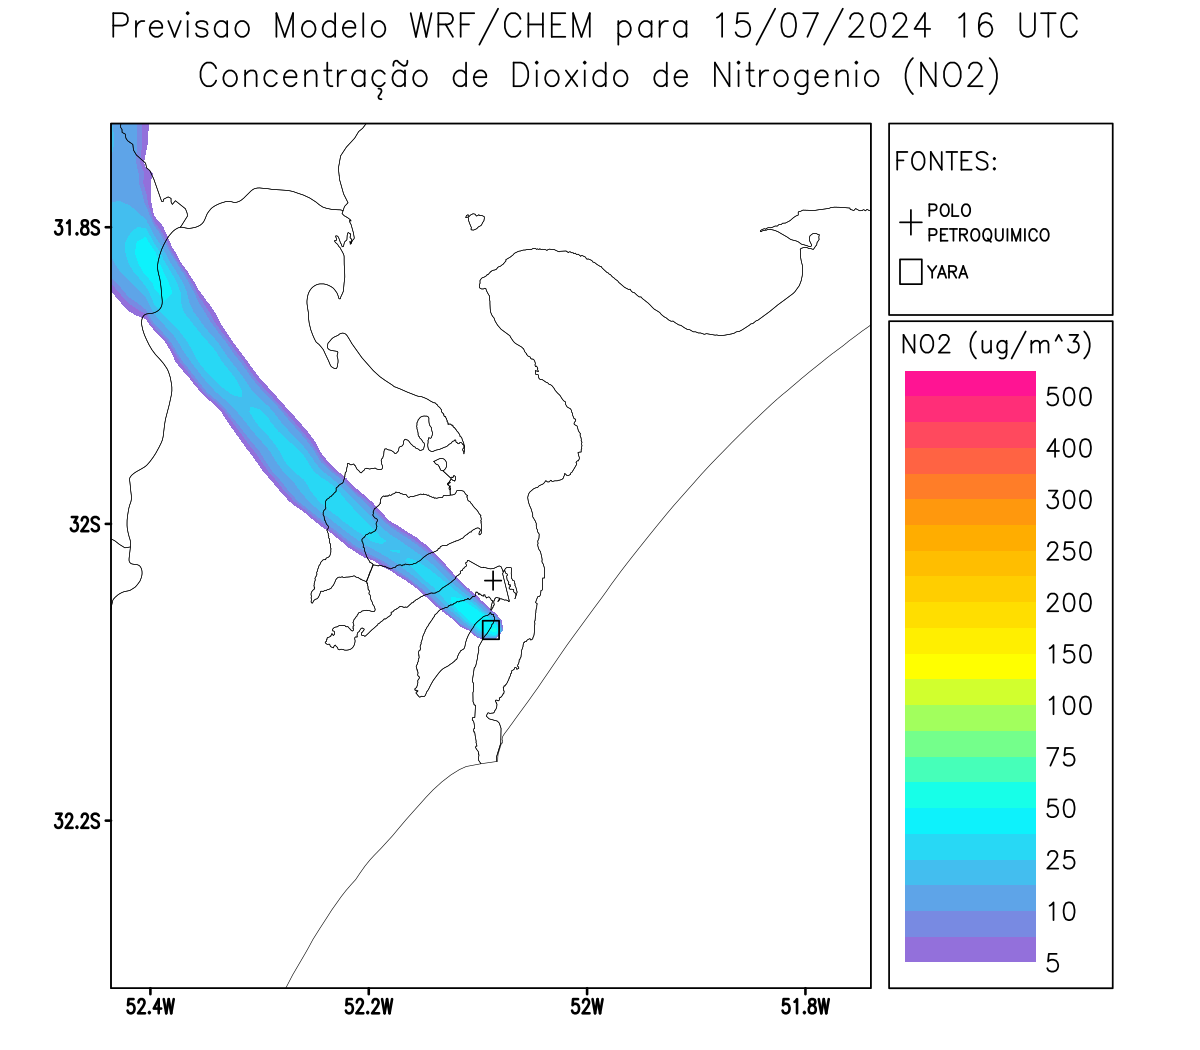 Previsao Modelo WRF/CHEM para 15/07/2024 16 UTC
Concentração de Dioxido de Nitrogenio (NO2)
FONTES:
POLO
PETROQUIMICO
YARA
31.8S
32S
32.2S
52.4W
52.2W
52W
51.8W
NO2 (ug/m^3)
500
400
300
250
200
150
100
75
50
25
10
5